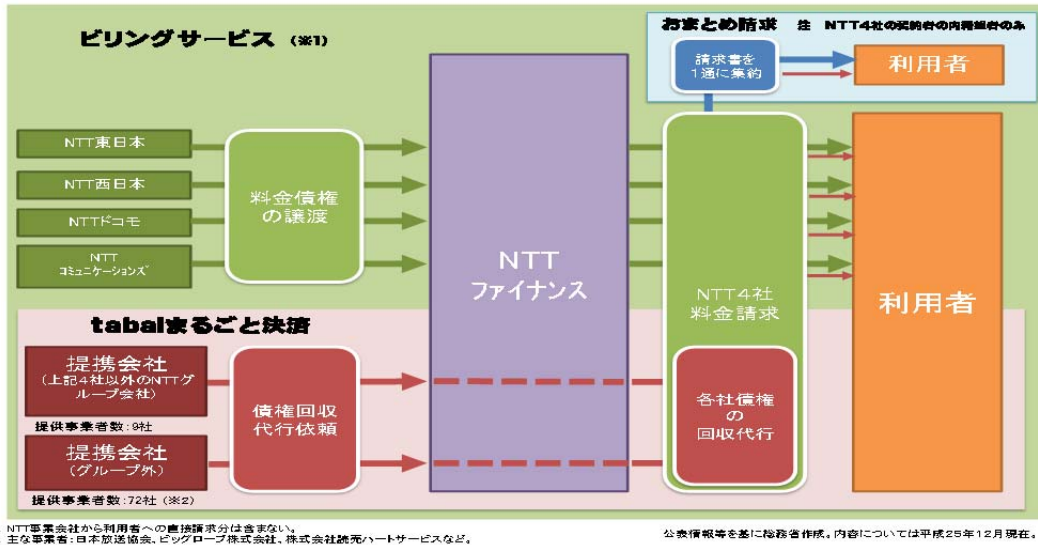 ビリングサービス (※1)
おまとめ請求 注 NTT4社の契約者の内希望者のみ
請求書を
1通に集約
利用者
NTT東日本
NTT西日本
NTTドコモ
NTT
コミュニケーションズ
料金債権
の譲渡
NTT
ファイナンス
NTT4社
料金請求
利用者
tabalまるごと決済
提携会社
(上記4社以外のNTTグ
ループ会社)
提供事業者数:9社
提携会社
(グループ外)
提供事業者数:72社 (※2)
債権回収
代行依頼
各社債権
の
回収代行
NTT事業会社から利用者への直接請求分は含まない。
主な事業者:日本放送協会、ビッグローブ株式会社、株式会社読売ハートサービスなど。
公表情報等を基に総務省作成。内容については平成25年12月現在。